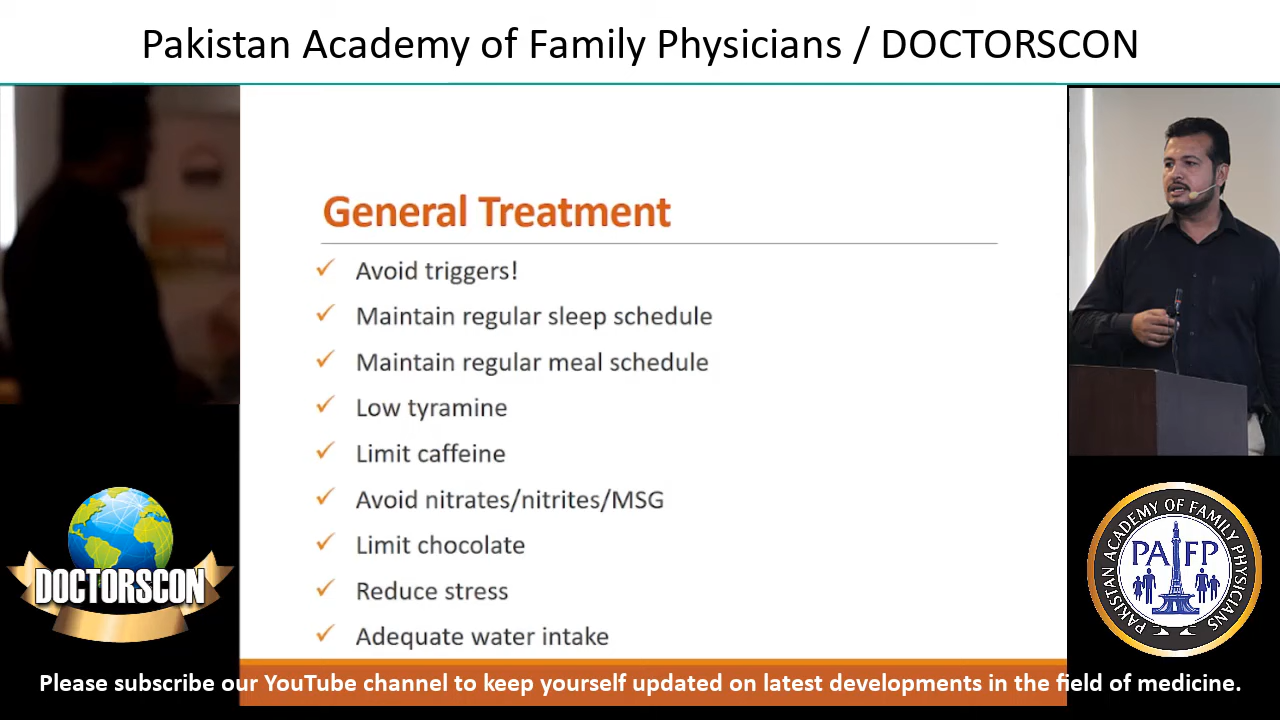 Pakistan Academy of Family Physicians / DOCTORSCON
General Treatment
✓ Avoid triggers!
✓ Maintain regular sleep schedule
✓ Maintain regular meal schedule
✓ Low tyramine
✓ Limit caffeine
✓ Avoid nitrates/nitrites/MSG
✓ Limit chocolate
✓ Reduce stress
✓ Adequate water intake
DOCTORSCON
PAKISTAN ACADEMY OF FAMILY PHYSICIANS
PAFP
Please subscribe our YouTube channel to keep yourself updated on latest developments in the field of medicine.